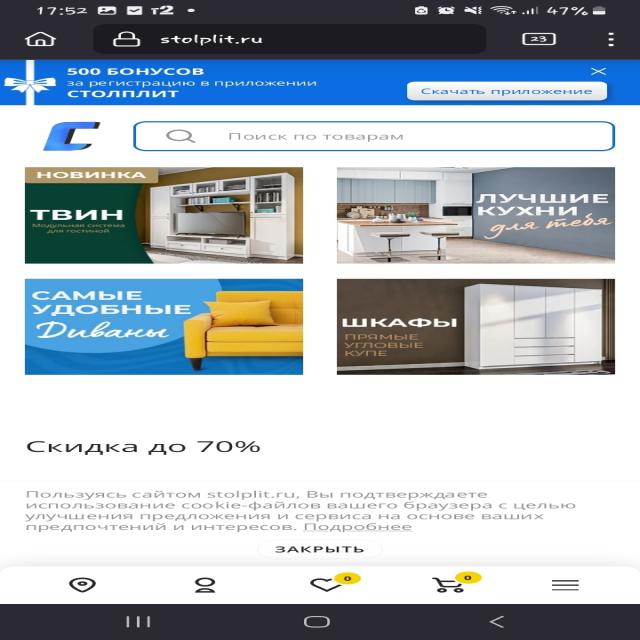 17:52 т2 47%
stolplit.ru 23
500 БОНУСОВ
за регистрацию в приложении
СТОЛПЛИТ
Скачать приложение
Поиск по товарам
НОВИНКА
ТВИН
Модульная система
для гостиной
ЛУЧШИЕ
КУХНИ
для тебя
САМЫЕ
УДОБНЫЕ
Диваны
ШКАФЫ
ПРЯМЫЕ
УГЛОВЫЕ
КУПЕ
Скидка до 70%
Пользуясь сайтом stolplit.ru, Вы подтверждаете
использование cookie-файлов вашего браузера с целью
улучшения предложения и сервиса на основе ваших
предпочтений и интересов. Подробнее
ЗАКРЫТЬ
0 0